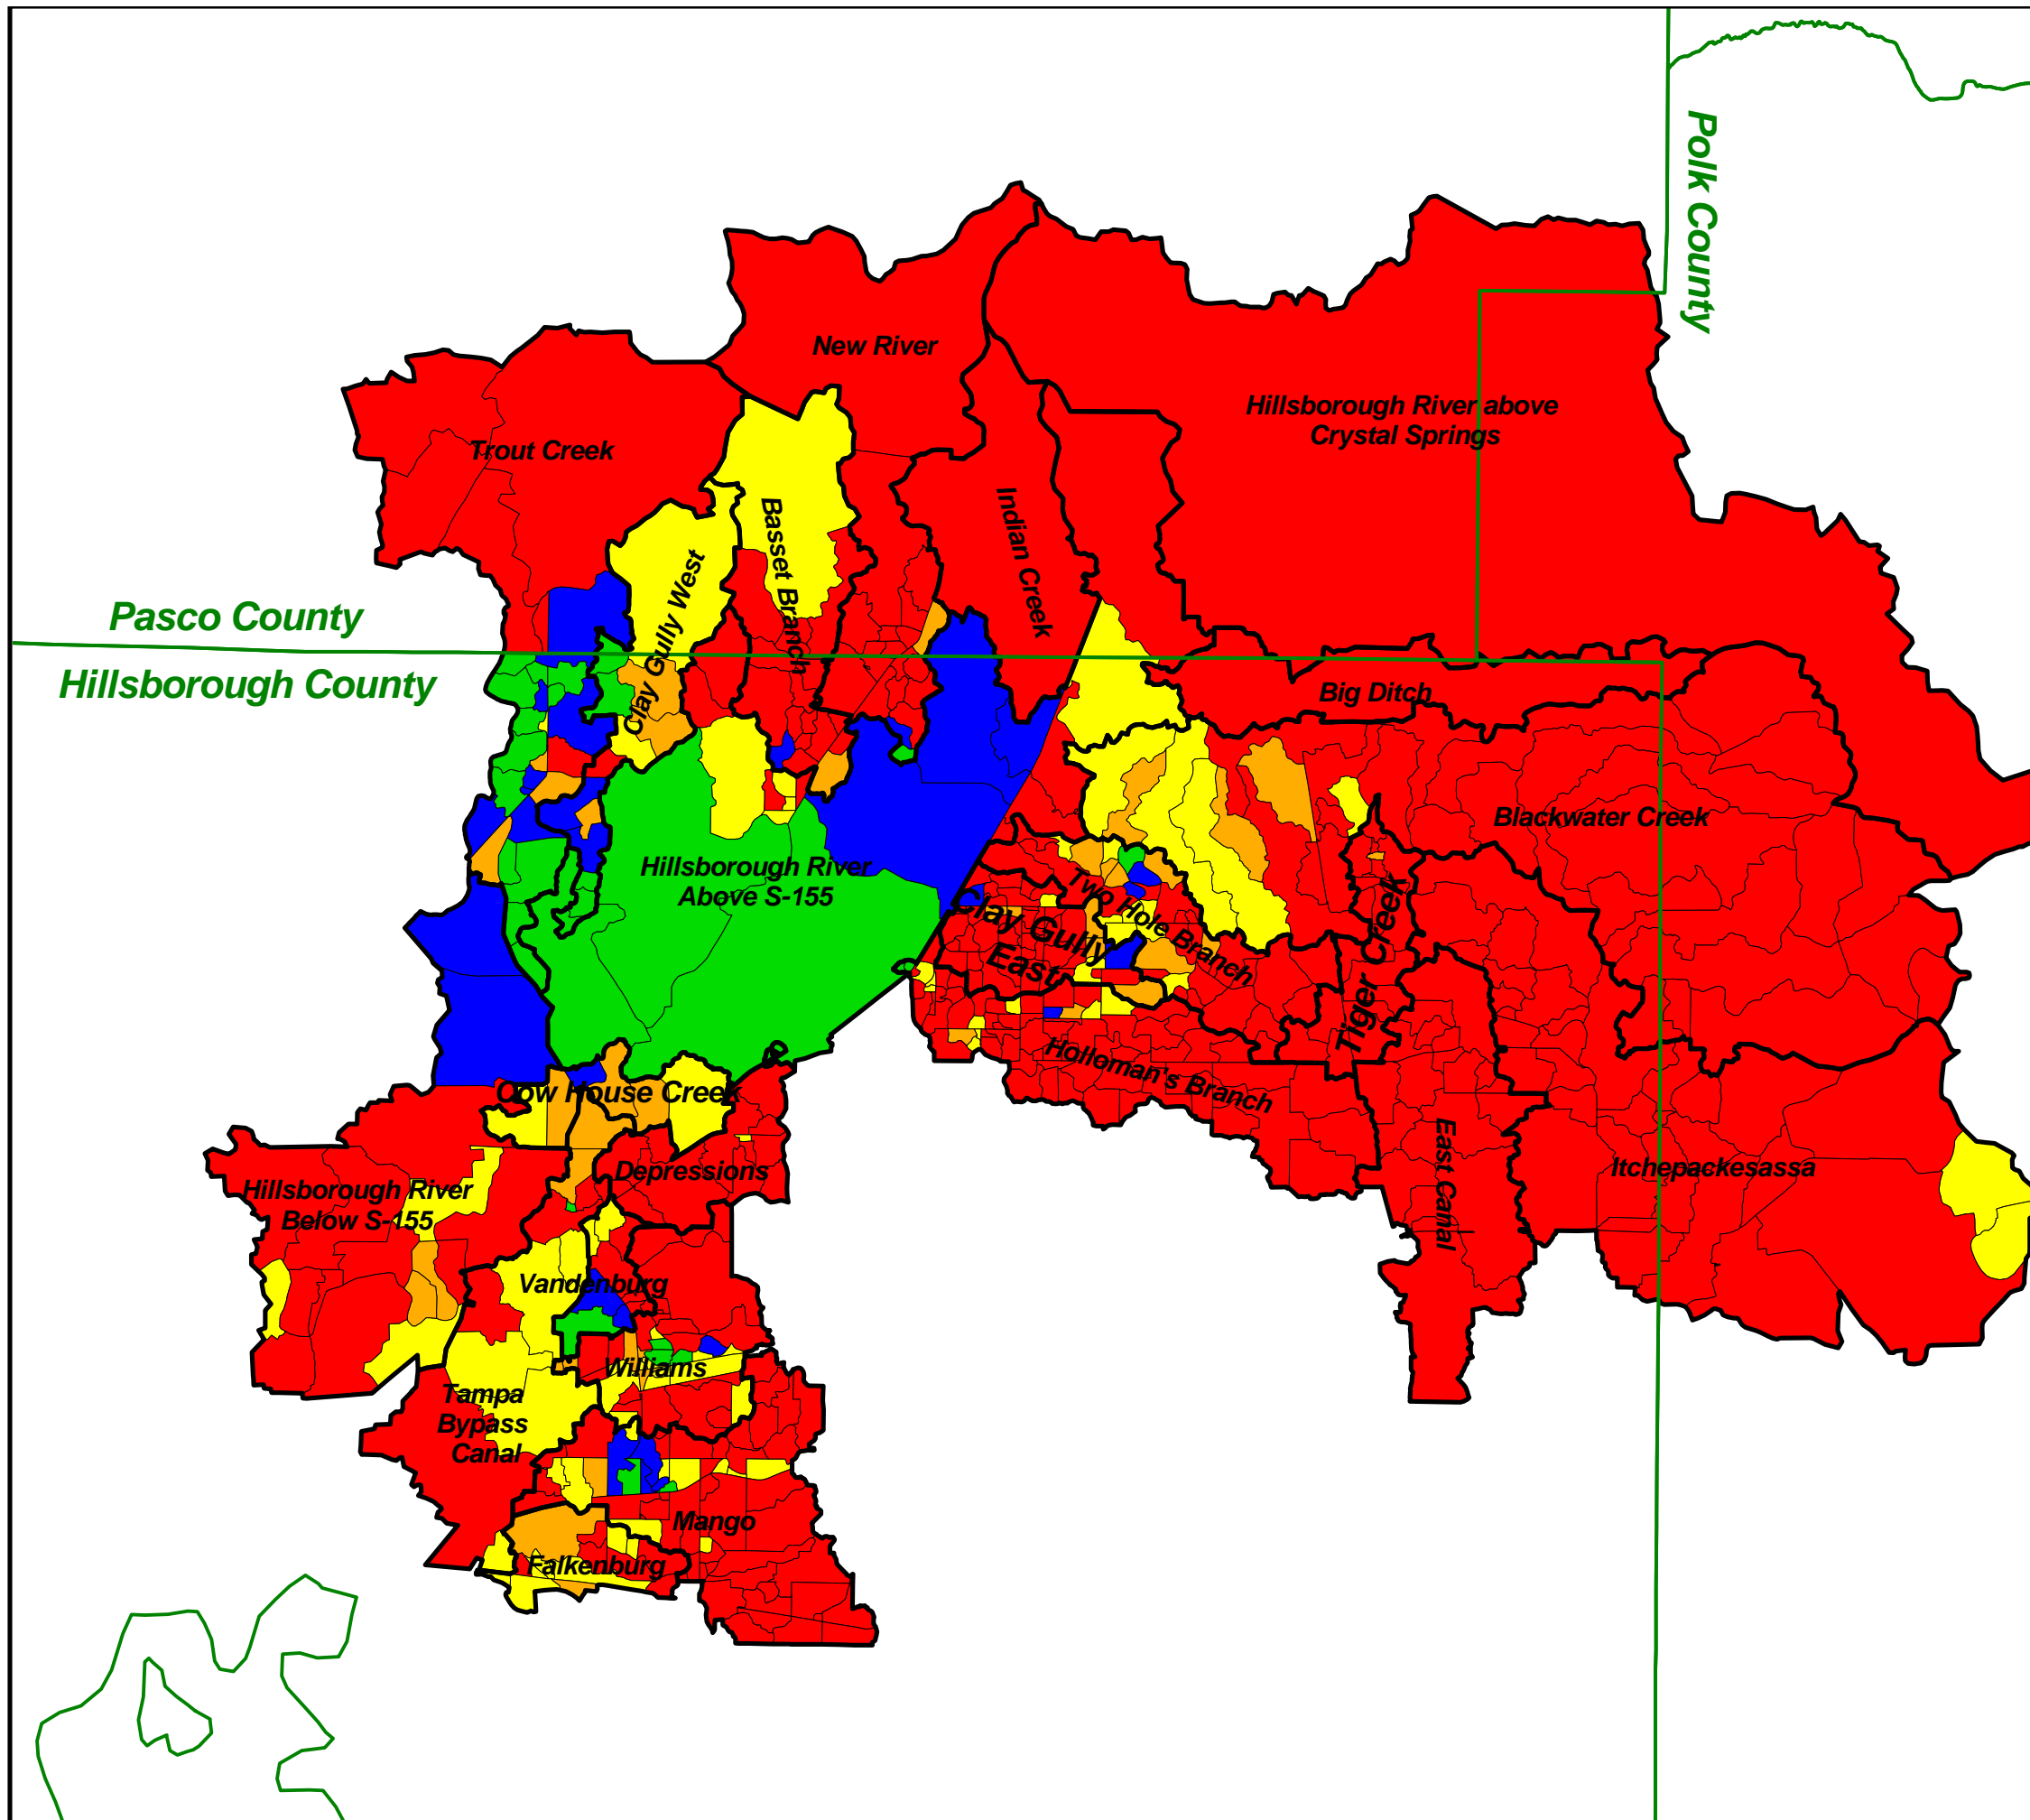 Polk County
New River
Hillsborough River above
Crystal Springs
Trout Creek
Indian Creek
Basset Branch
Clay Gully West
Pasco County
Hillsborough County
Big Ditch
Blackwater Creek
Hillsborough River
Above S-155
Two Hole Branch
Clay Gully
East
Tiger Creek
Holloman's Branch
Cow House Creek
East Canal
Itchepackesassa
Depressions
Hillsborough River
Below S-155
Vandenburg
Williams
Tampa
Bypass
Canal
Mango
Falkenburg